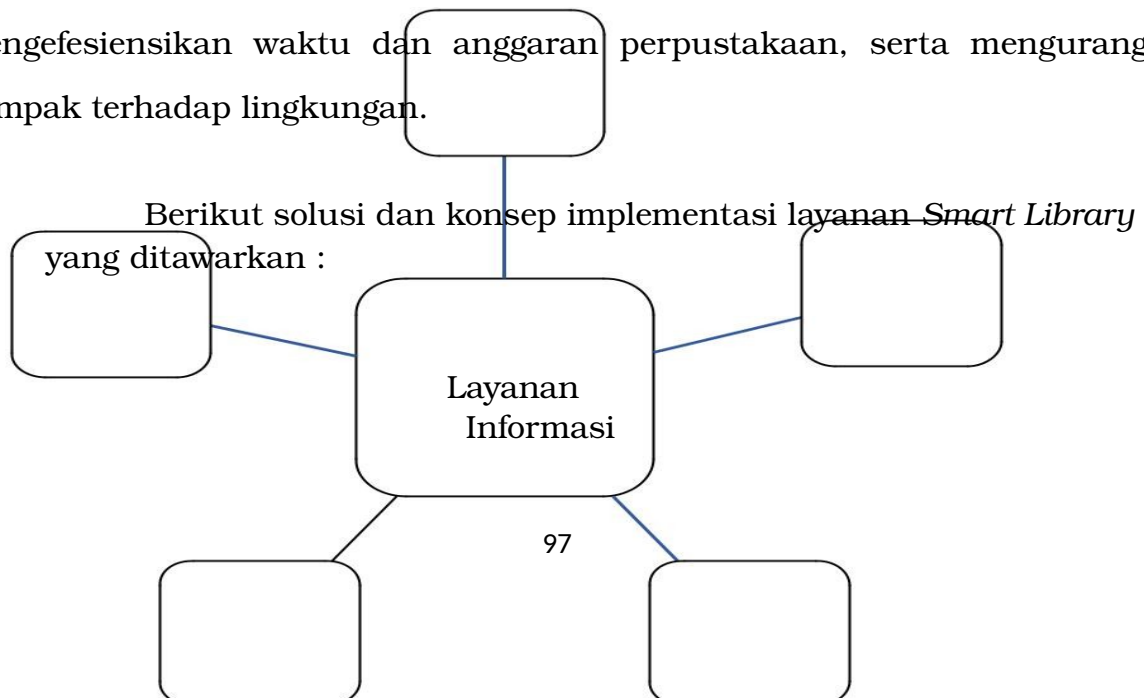 engefesiensikan waktu dan anggaran perpustakaan, serta mengurang
mpak terhadap lingkungan.
Berikut solusi dan konsep implementasi layanan Smart Library
yang ditawarkan :
Layanan
Informasi
97